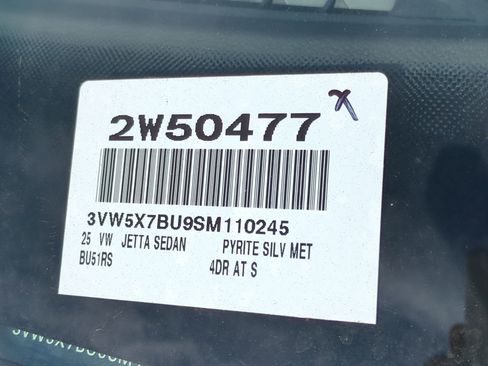 2W50477 X
3VW5X7BU9SM110245
25 VW JETTA SEDAN PYRITE SILV MET
BU51RS 4DR AT S